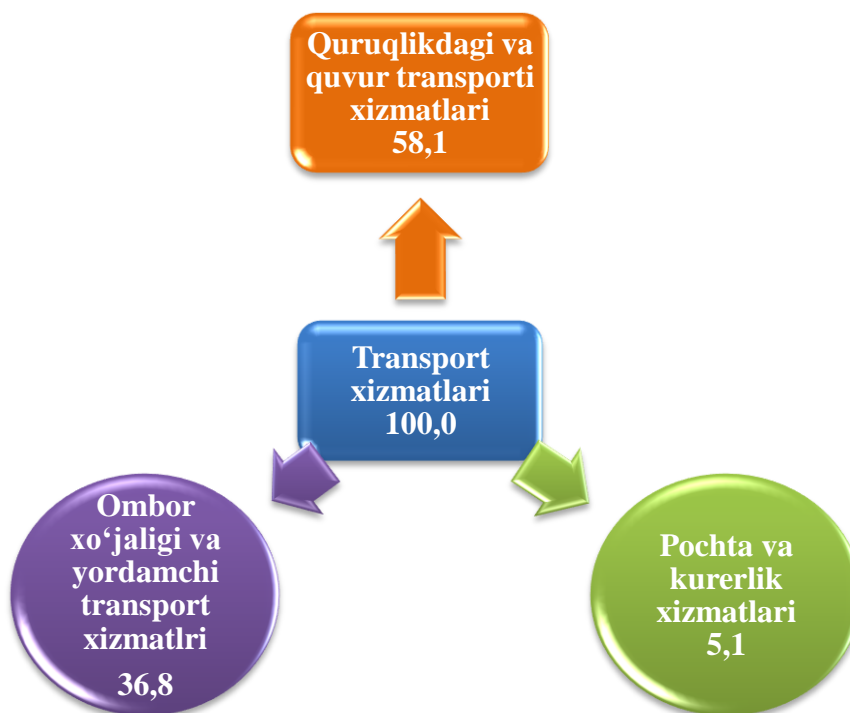 Quruqlikdagi va
quvur transporti
xizmatlari
58,1
Transport
xizmatlari
100,0
Ombor
xo‘jaligi va
yordamchi
transport
xizmatlri
36,8
Pochta va
kurerlik
xizmatlari
5,1